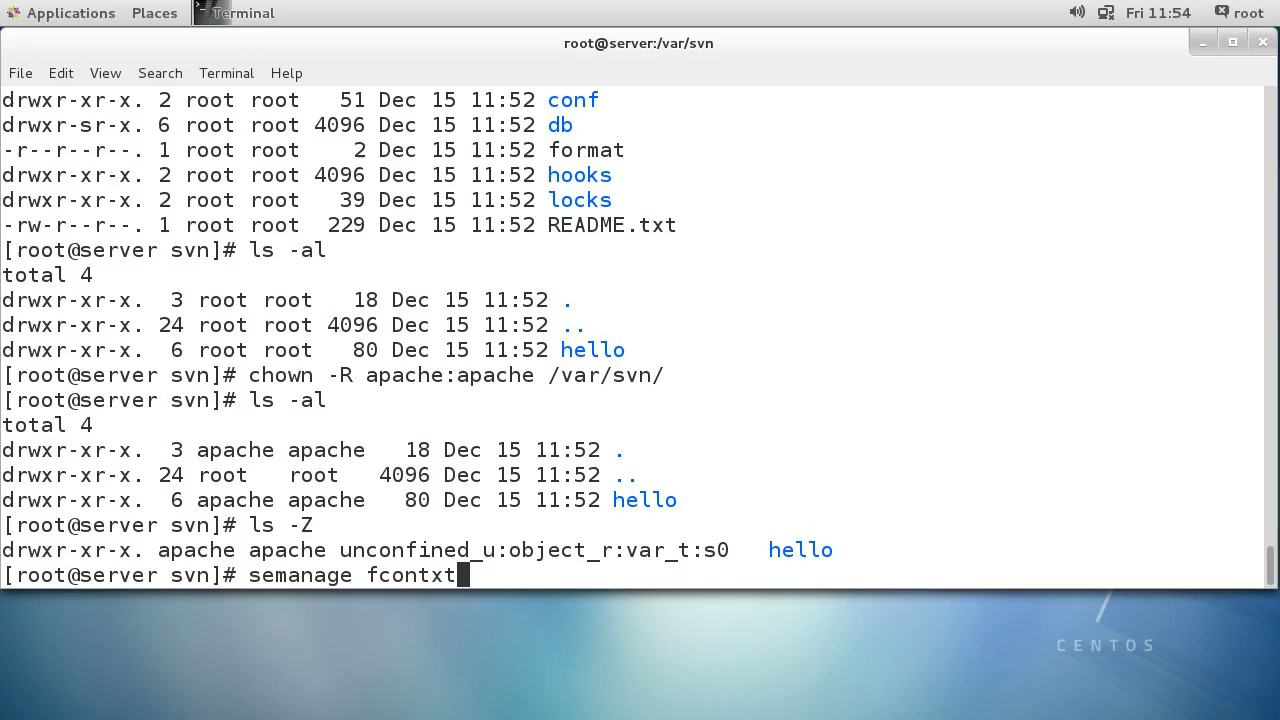 Applications Places Terminal Fri 11:54 root
root@server:/var/svn
File Edit View Search Terminal Help
drwxr-xr-x. 2 root root   51 Dec 15 11:52 conf
drwxr-sr-x. 6 root root 4096 Dec 15 11:52 db
-r--r--r--. 1 root root    2 Dec 15 11:52 format
drwxr-xr-x. 2 root root 4096 Dec 15 11:52 hooks
drwxr-xr-x. 2 root root   39 Dec 15 11:52 locks
-rw-r--r--. 1 root root  229 Dec 15 11:52 README.txt
[root@server svn]# ls -al
total 4
drwxr-xr-x.  3 root root   18 Dec 15 11:52 .
drwxr-xr-x. 24 root root 4096 Dec 15 11:52 ..
drwxr-xr-x.  6 root root   80 Dec 15 11:52 hello
[root@server svn]# chown -R apache:apache /var/svn/
[root@server svn]# ls -al
total 4
drwxr-xr-x.  3 apache apache   18 Dec 15 11:52 .
drwxr-xr-x. 24 root   root   4096 Dec 15 11:52 ..
drwxr-xr-x.  6 apache apache   80 Dec 15 11:52 hello
[root@server svn]# ls -Z
drwxr-xr-x. apache apache unconfined_u:object_r:var_t:s0   hello
[root@server svn]# semanage fcontxt
7
CENTOS